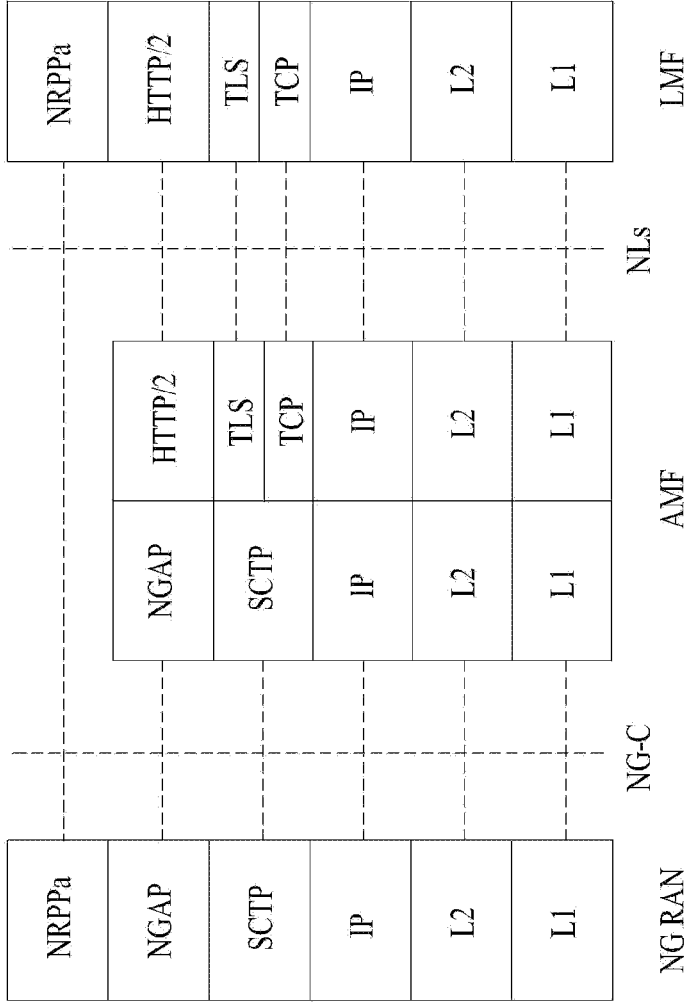 NRPPa
NGAP
SCTP
IP
L2
L1
NG RAN
NG-C
NGAP
SCTP
IP
L2
L1
HTTP/2
TLS
TCP
IP
L2
L1
AMF
NLs
NRPPa
HTTP/2
TLS
TCP
IP
L2
L1
LMF